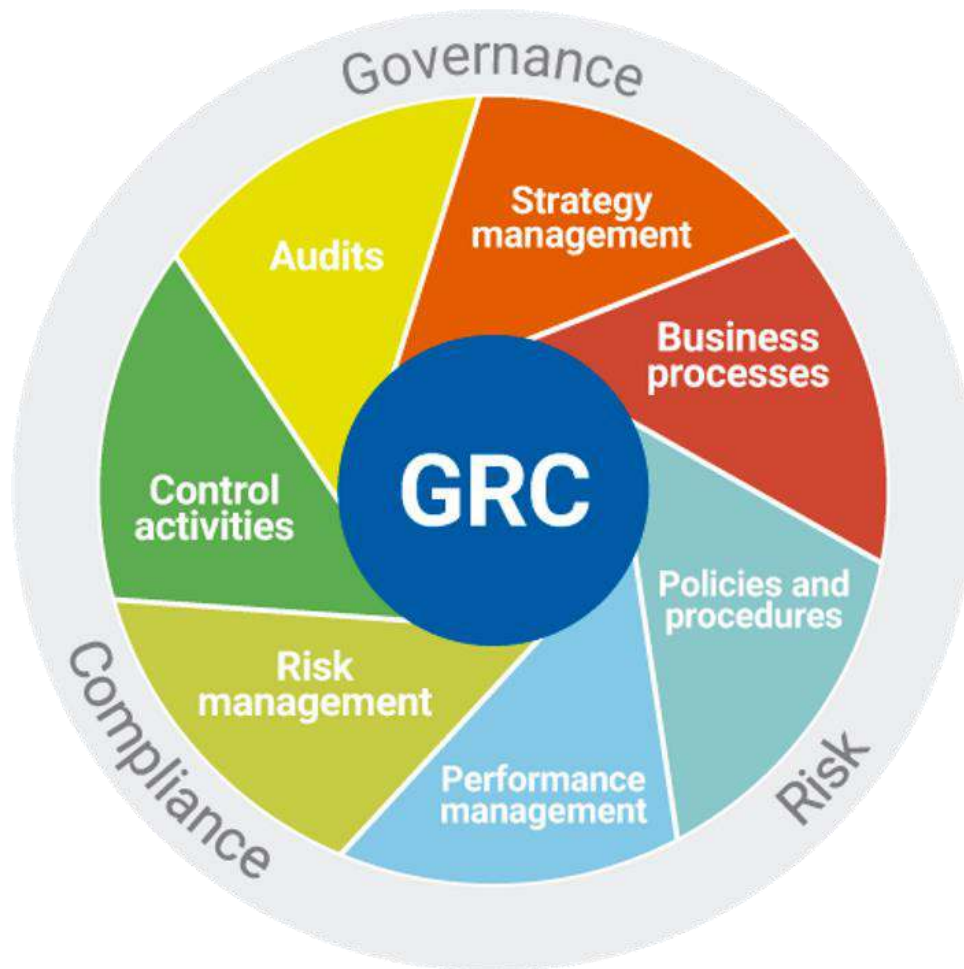 Governance
Strategy
management
Business
processes
Policies and
procedures
Risk
Performance
management
Risk
management
Compliance
Control
activities
Audits
GRC